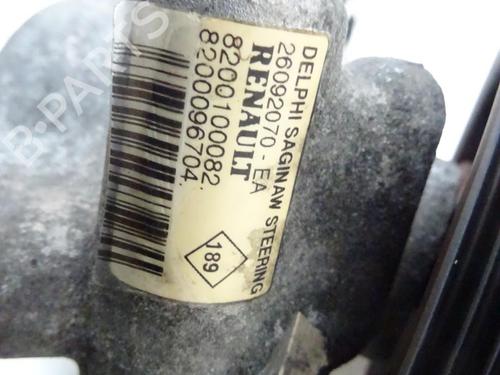 DELPHI SAGINAW STEERING
26092070 - EA
RENAULT
8200100082
8200096704
189
B-PARTS